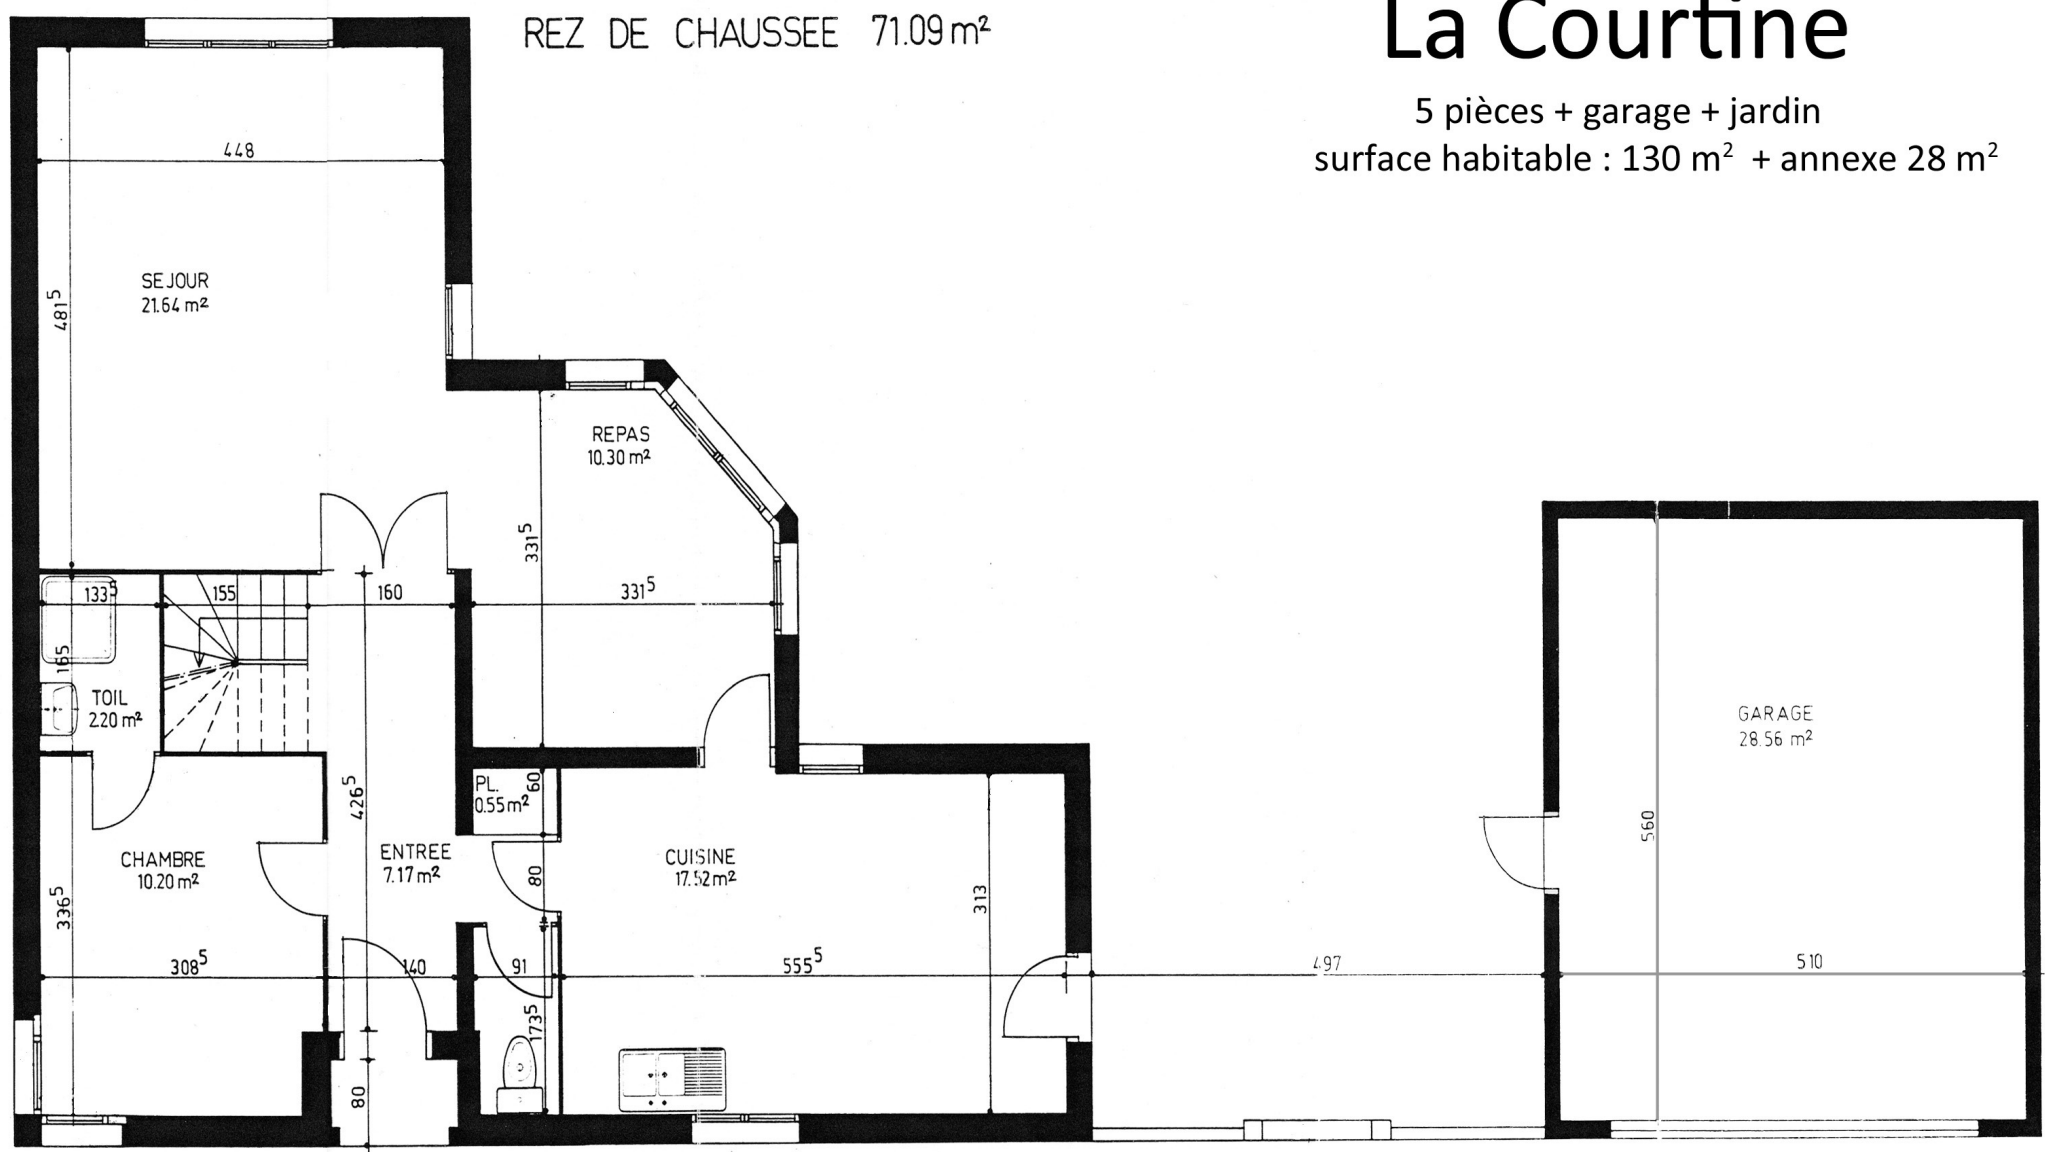 REZ DE CHAUSSEE 71.09 m²
La Courtine
5 pièces + garage + jardin
surface habitable : 130 m² + annexe 28 m²
448
SEJOUR
21.64 m²
481⁵
REPAS
10.30 m²
331⁵
133⁵
155
160
331⁵
165
TOIL
2.20 m²
GARAGE
28.56 m²
PL.
0.55 m²
60
426⁵
560
CHAMBRE
10.20 m²
ENTREE
7.17 m²
CUISINE
17.52 m²
80
336⁵
313
308⁵
140
91
555⁵
497
510
173⁵
80